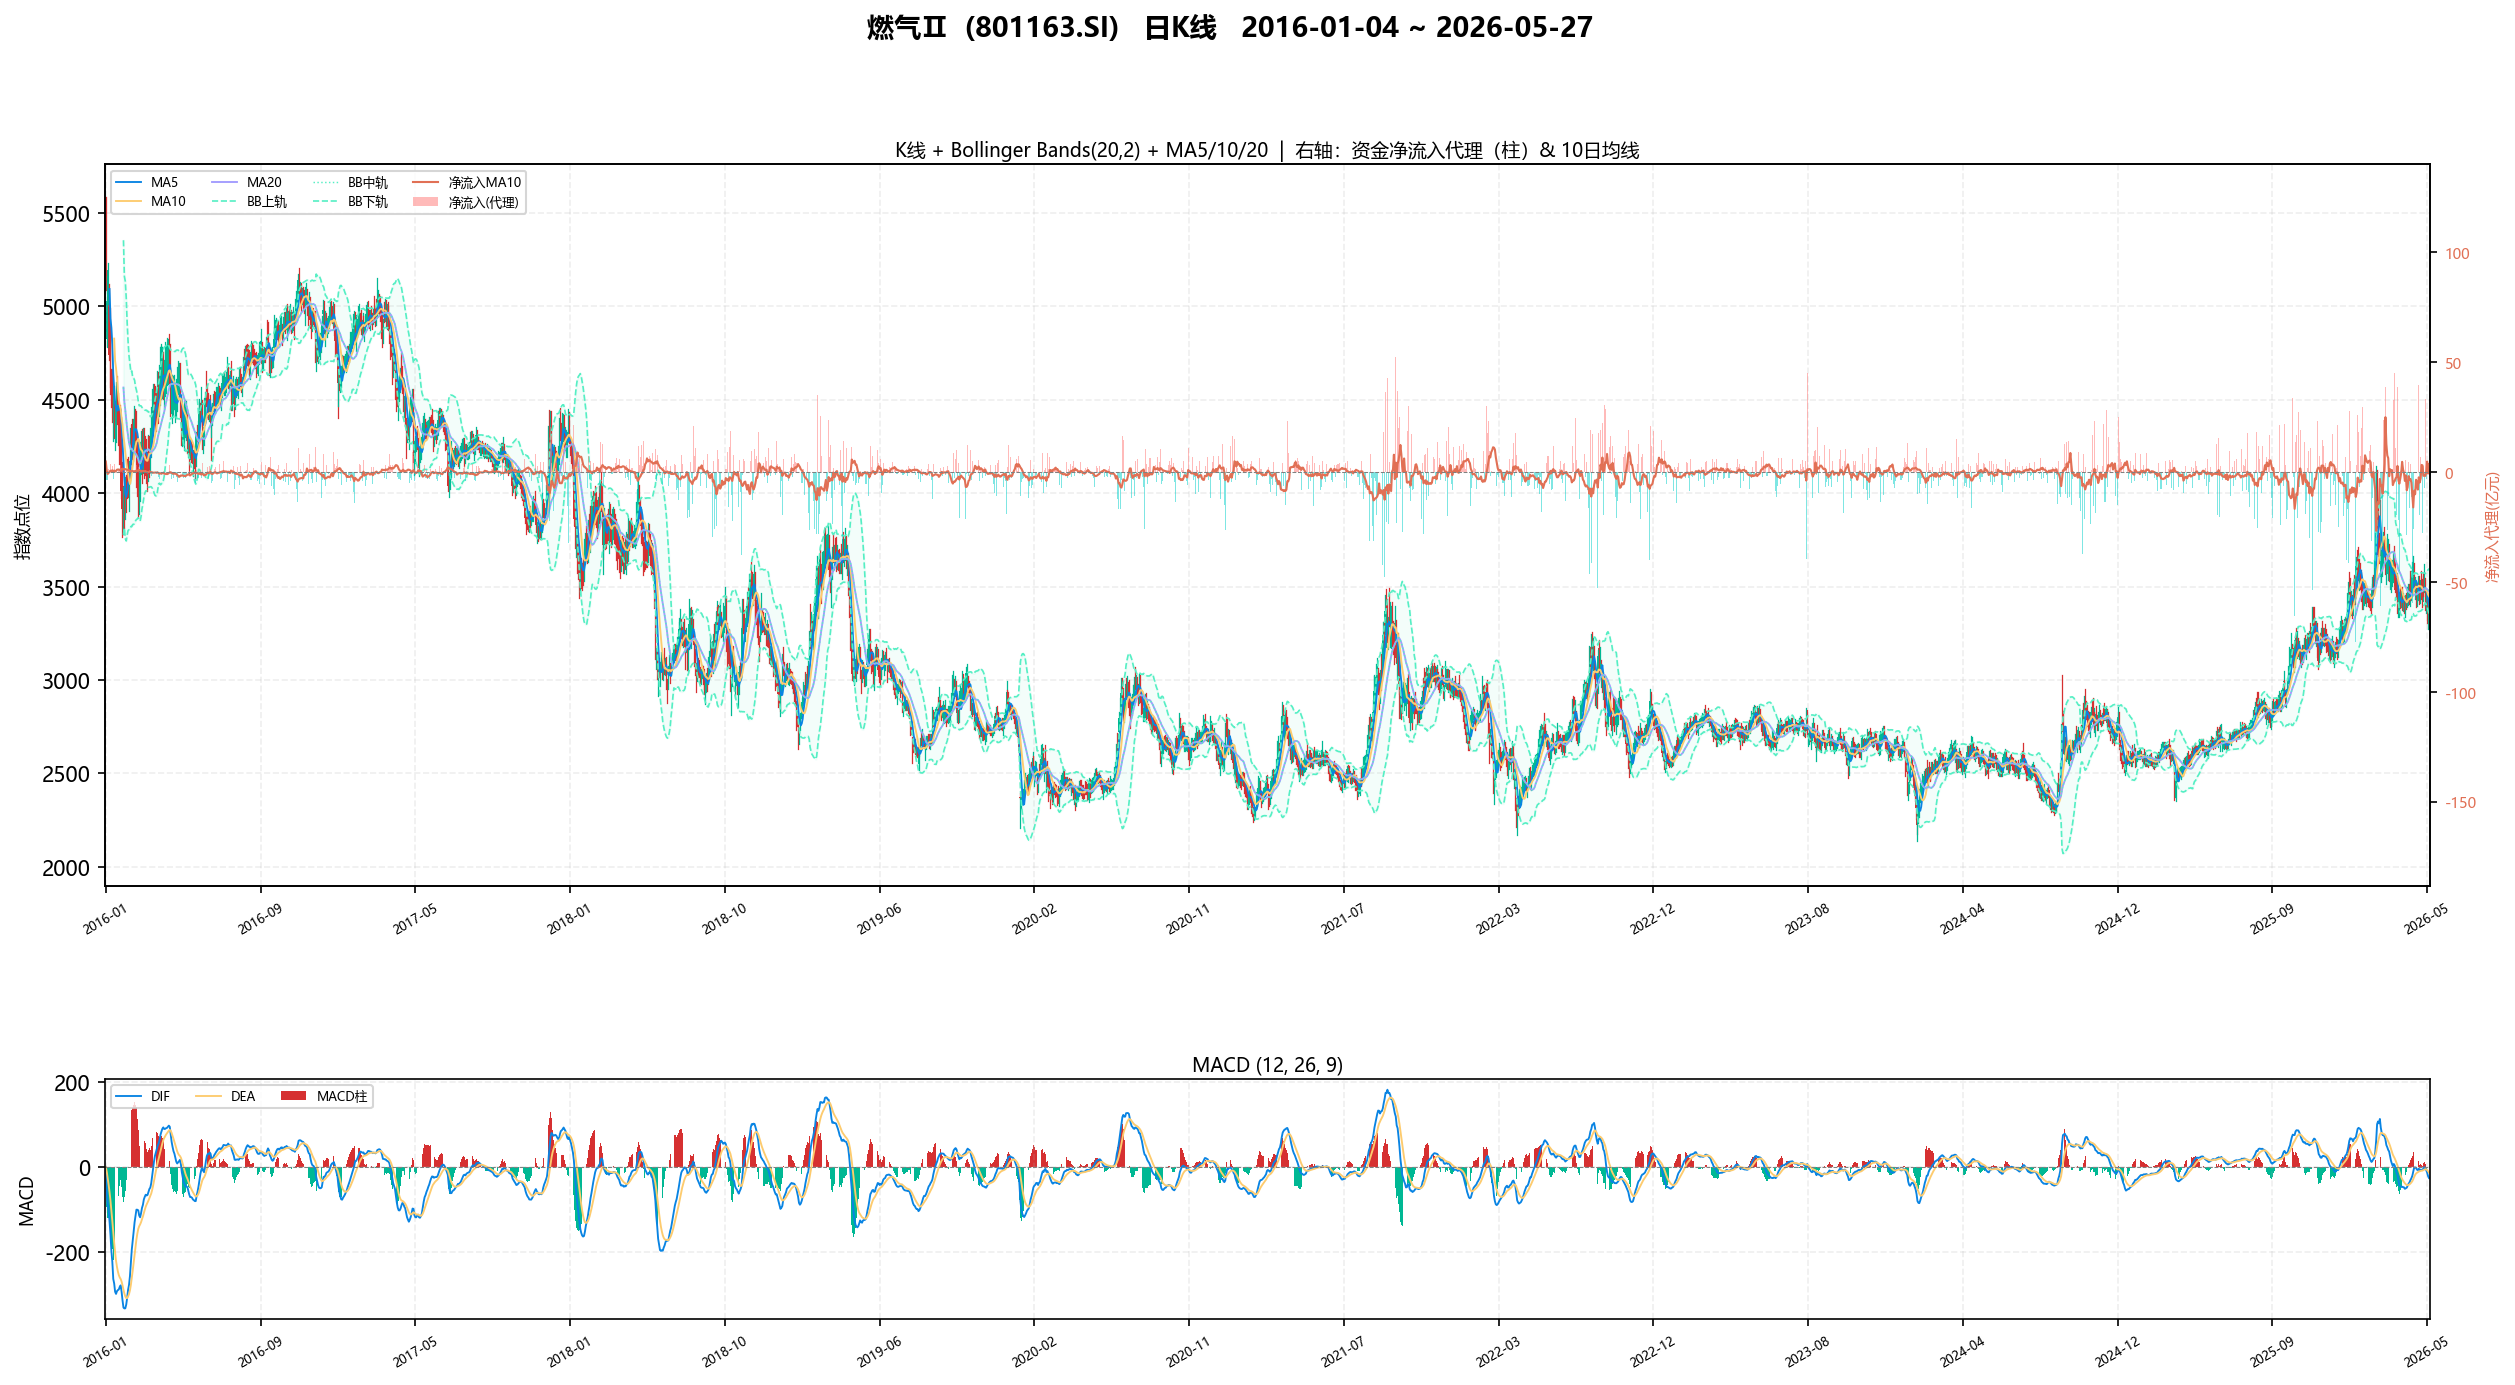 燃气Ⅱ (801163.SI) 日K线 2016-01-04 ~ 2026-05-27
K线 + Bollinger Bands(20,2) + MA5/10/20 | 右轴：资金净流入代理（柱）& 10日均线
MA5 MA20 BB中轨 净流入MA10
MA10 BB上轨 BB下轨 净流入(代理)
5500
5000
4500
4000
3500
3000
2500
2000
指数点位
100
50
0
-50
-100
-150
净流入代理(亿元)
2016-01 2016-09 2017-05 2018-01 2018-10 2019-06 2020-02 2020-11 2021-07 2022-03 2022-12 2023-08 2024-04 2024-12 2025-09 2026-05
MACD (12, 26, 9)
DIF DEA MACD柱
200
0
-200
MACD
2016-01 2016-09 2017-05 2018-01 2018-10 2019-06 2020-02 2020-11 2021-07 2022-03 2022-12 2023-08 2024-04 2024-12 2025-09 2026-05